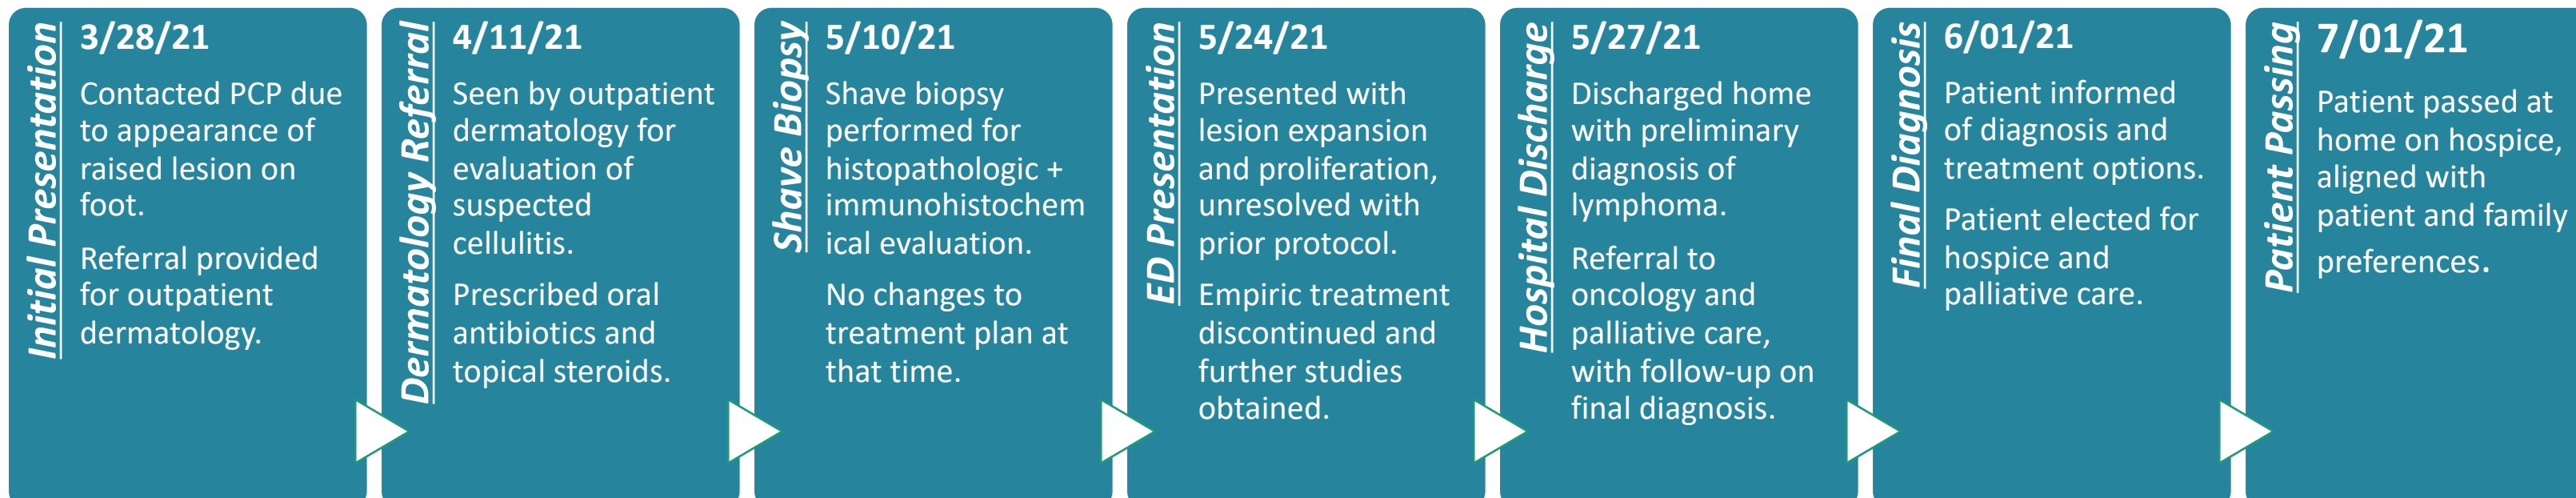 Initial Presentation
3/28/21
Contacted PCP due
to appearance of
raised lesion on
foot.
Referral provided
for outpatient
dermatology.
Dermatology Referral
4/11/21
Seen by outpatient
dermatology for
evaluation of
suspected
cellulitis.
Prescribed oral
antibiotics and
topical steroids.
Shave Biopsy
5/10/21
Shave biopsy
performed for
histopathologic +
immunohistochem
ical evaluation.
No changes to
treatment plan at
that time.
ED Presentation
5/24/21
Presented with
lesion expansion
and proliferation,
unresolved with
prior protocol.
Empiric treatment
discontinued and
further studies
obtained.
Hospital Discharge
5/27/21
Discharged home
with preliminary
diagnosis of
lymphoma.
Referral to
oncology and
palliative care,
with follow-up on
final diagnosis.
Final Diagnosis
6/01/21
Patient informed
of diagnosis and
treatment options.
Patient elected for
hospice and
palliative care.
Patient Passing
7/01/21
Patient passed at
home on hospice,
aligned with
patient and family
preferences.